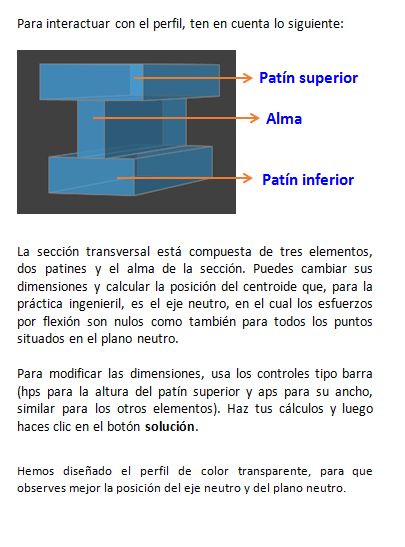 Para interactuar con el perfil, ten en cuenta lo siguiente:
Patín superior
Alma
Patín inferior
La sección transversal está compuesta de tres elementos,
dos patines y el alma de la sección. Puedes cambiar sus
dimensiones y calcular la posición del centroide que, para la
práctica ingenieril, es el eje neutro, en el cual los esfuerzos
por flexión son nulos como también para todos los puntos
situados en el plano neutro.
Para modificar las dimensiones, usa los controles tipo barra
(hps para la altura del patín superior y aps para su ancho,
similar para los otros elementos). Haz tus cálculos y luego
haces clic en el botón solución.
Hemos diseñado el perfil de color transparente, para que
observes mejor la posición del eje neutro y del plano neutro.